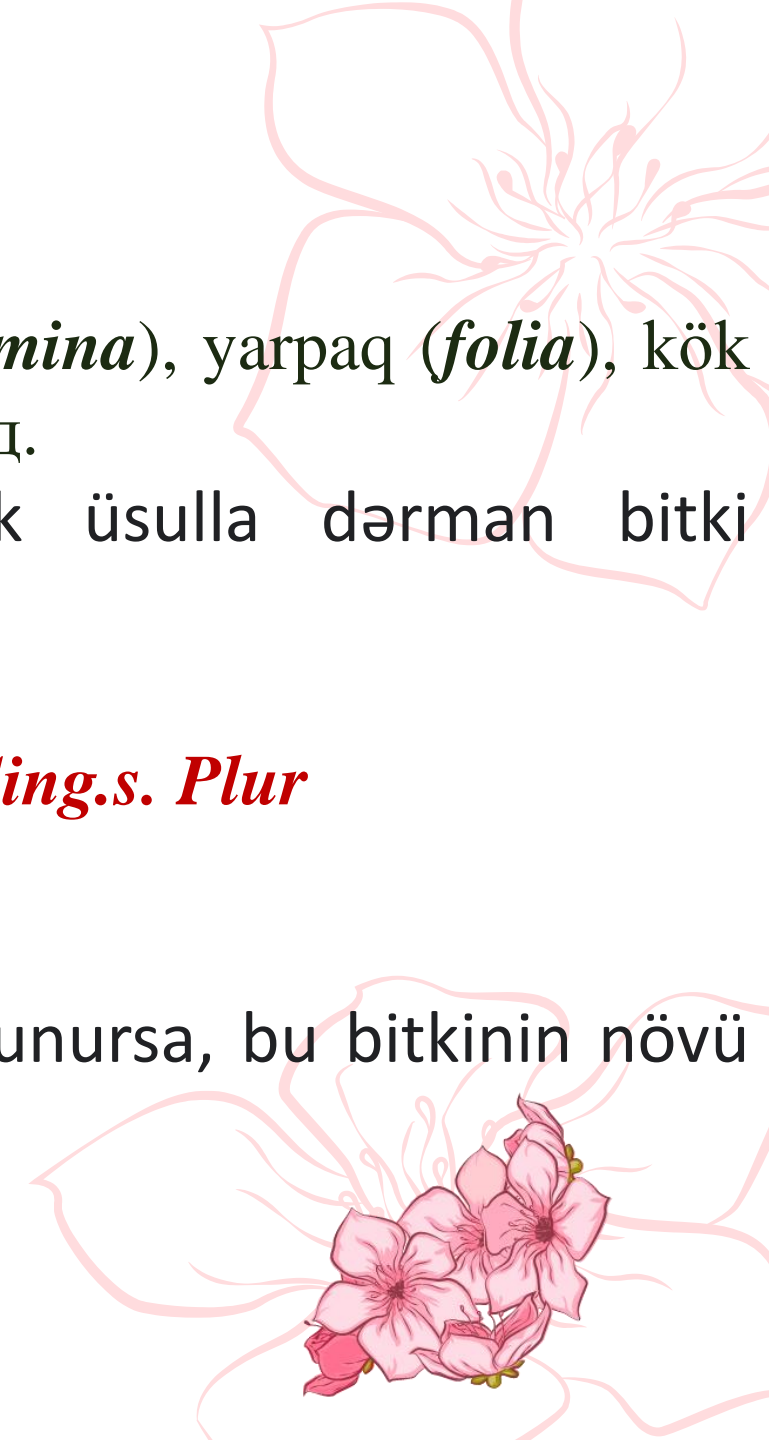 mina), yarpaq (folia), kök
д.
k üsulla dərman bitki
ing.s. Plur
unursa, bu bitkinin növü